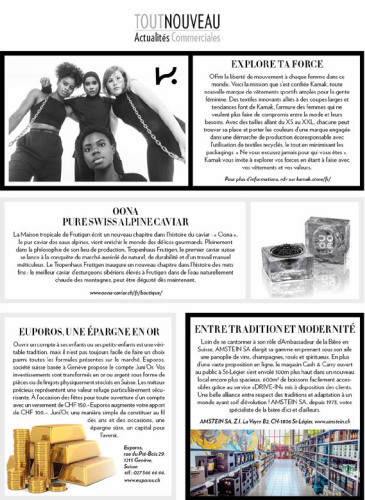 TOUTNOUVEAU
Actualités Commerciales
EXPLORE TA FORCE
Offrir la liberté de mouvement à chaque femme dans ce
monde. Voici la mission que s'est confiée Kamak, toute
nouvelle marque de vêtements sportifs amples pour la gente
féminine. Des textiles innovants alliés à des coupes larges et
tendances font de Kamak, l'armure des femmes qui ne
veulent plus faire de compromis entre la mode et leurs
besoins. Avec des tailles allant du XS au XXL, chacune peut
trouver sa place et porter les couleurs d'une marque engagée
dans une démarche de production écoresponsable avec
l'utilisation de textiles recyclés, le tout en minimisant les
packagings. « Ne vous excusez jamais pour qui vous êtes ».
Kamak vous invite à explorer vos forces en étant à l'aise avec
vos vêtements et vos valeurs.
Pour plus d'informations, rdv sur kamak.store/fr/
OONA
PURE SWISS ALPINE CAVIAR
La Maison tropicale de Frutigen écrit un nouveau chapitre dans l'histoire du caviar : « Oona »,
le pur caviar des eaux alpines, vient enrichir le monde des délices gourmands. Pleinement
dans la philosophie de son lieu de production, Tropenhaus Frutigen, le premier caviar suisse
se lance à la conquête du marché auréolé de naturel, de durabilité et d'un travail manuel
méticuleux. Le Tropenhaus Frutigen inaugure un nouveau chapitre dans l'histoire des mets
fins : le meilleur caviar d'esturgeons sibériens élevés à Frutigen dans de l'eau naturellement
chaude des montagnes, peut être dégusté dès maintenant.
www.oona-caviar.ch/fr/boutique/
EUPOROS, UNE ÉPARGNE EN OR
Ouvrir un compte à ses enfants ou ses petits-enfants est une véri-
table tradition, mais il n'est pas toujours facile de faire un choix
parmi toutes les formules présentes sur le marché. Euporos,
société suisse basée à Genève propose le compte Juni'Or. Vos
investissements sont transformés en or ou argent sous forme de
pièces ou de lingots physiquement stockés en Suisse. Les métaux
précieux représentent une valeur refuge particulièrement sécu-
risante. À l'occasion des fêtes pour toute ouverture d'un compte
avec un versement de CHF 150.- Euporos augmente votre apport
de CHF 100.-. Juni'Or, une manière simple de constituer au fil
des ans et des occasions, une
épargne sûre, un capital pour
l'avenir.
Euporos,
rue du Pré-Bois 29,
1215 Genève,
Suisse
tél : 027 566 66 66.
www.euporos.ch
ENTRE TRADITION ET MODERNITÉ
Loin de se cantonner à son rôle d'Ambassadeur de la Bière en
Suisse, AMSTEIN SA élargit sa gamme en prenant sous son aile
une panoplie de vins, champagnes, rosés et spiritueux. En plus
d'une vaste proposition en ligne, le magasin Cash & Carry ouvert
au public à St-Légier s'est envolé 100m plus haut dans un nouveau
local encore plus spacieux. 600m² de boissons facilement acces-
sibles grâce au service «DRIVE-IN» mis à disposition des clients.
Une belle alliance entre respect des traditions et adaptation à un
monde ayant soif d'évoluer ! AMSTEIN SA, depuis 1973, votre
spécialiste de la bière d'ici et d'ailleurs.
AMSTEIN SA, Z.I. La Veyre B2, CH-1806 St-Légier, www.amstein.ch